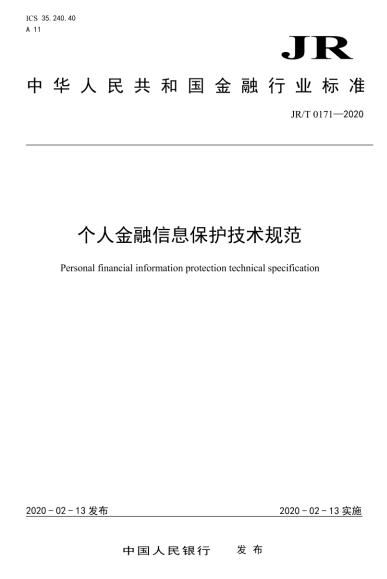 ICS 35.240.40
A 11
JR
中华人民共和国金融行业标准
JR/T 0171—2020
个人金融信息保护技术规范
Personal financial information protection technical specification
2020-02-13 发布
2020-02-13 实施
中国人民银行 发 布